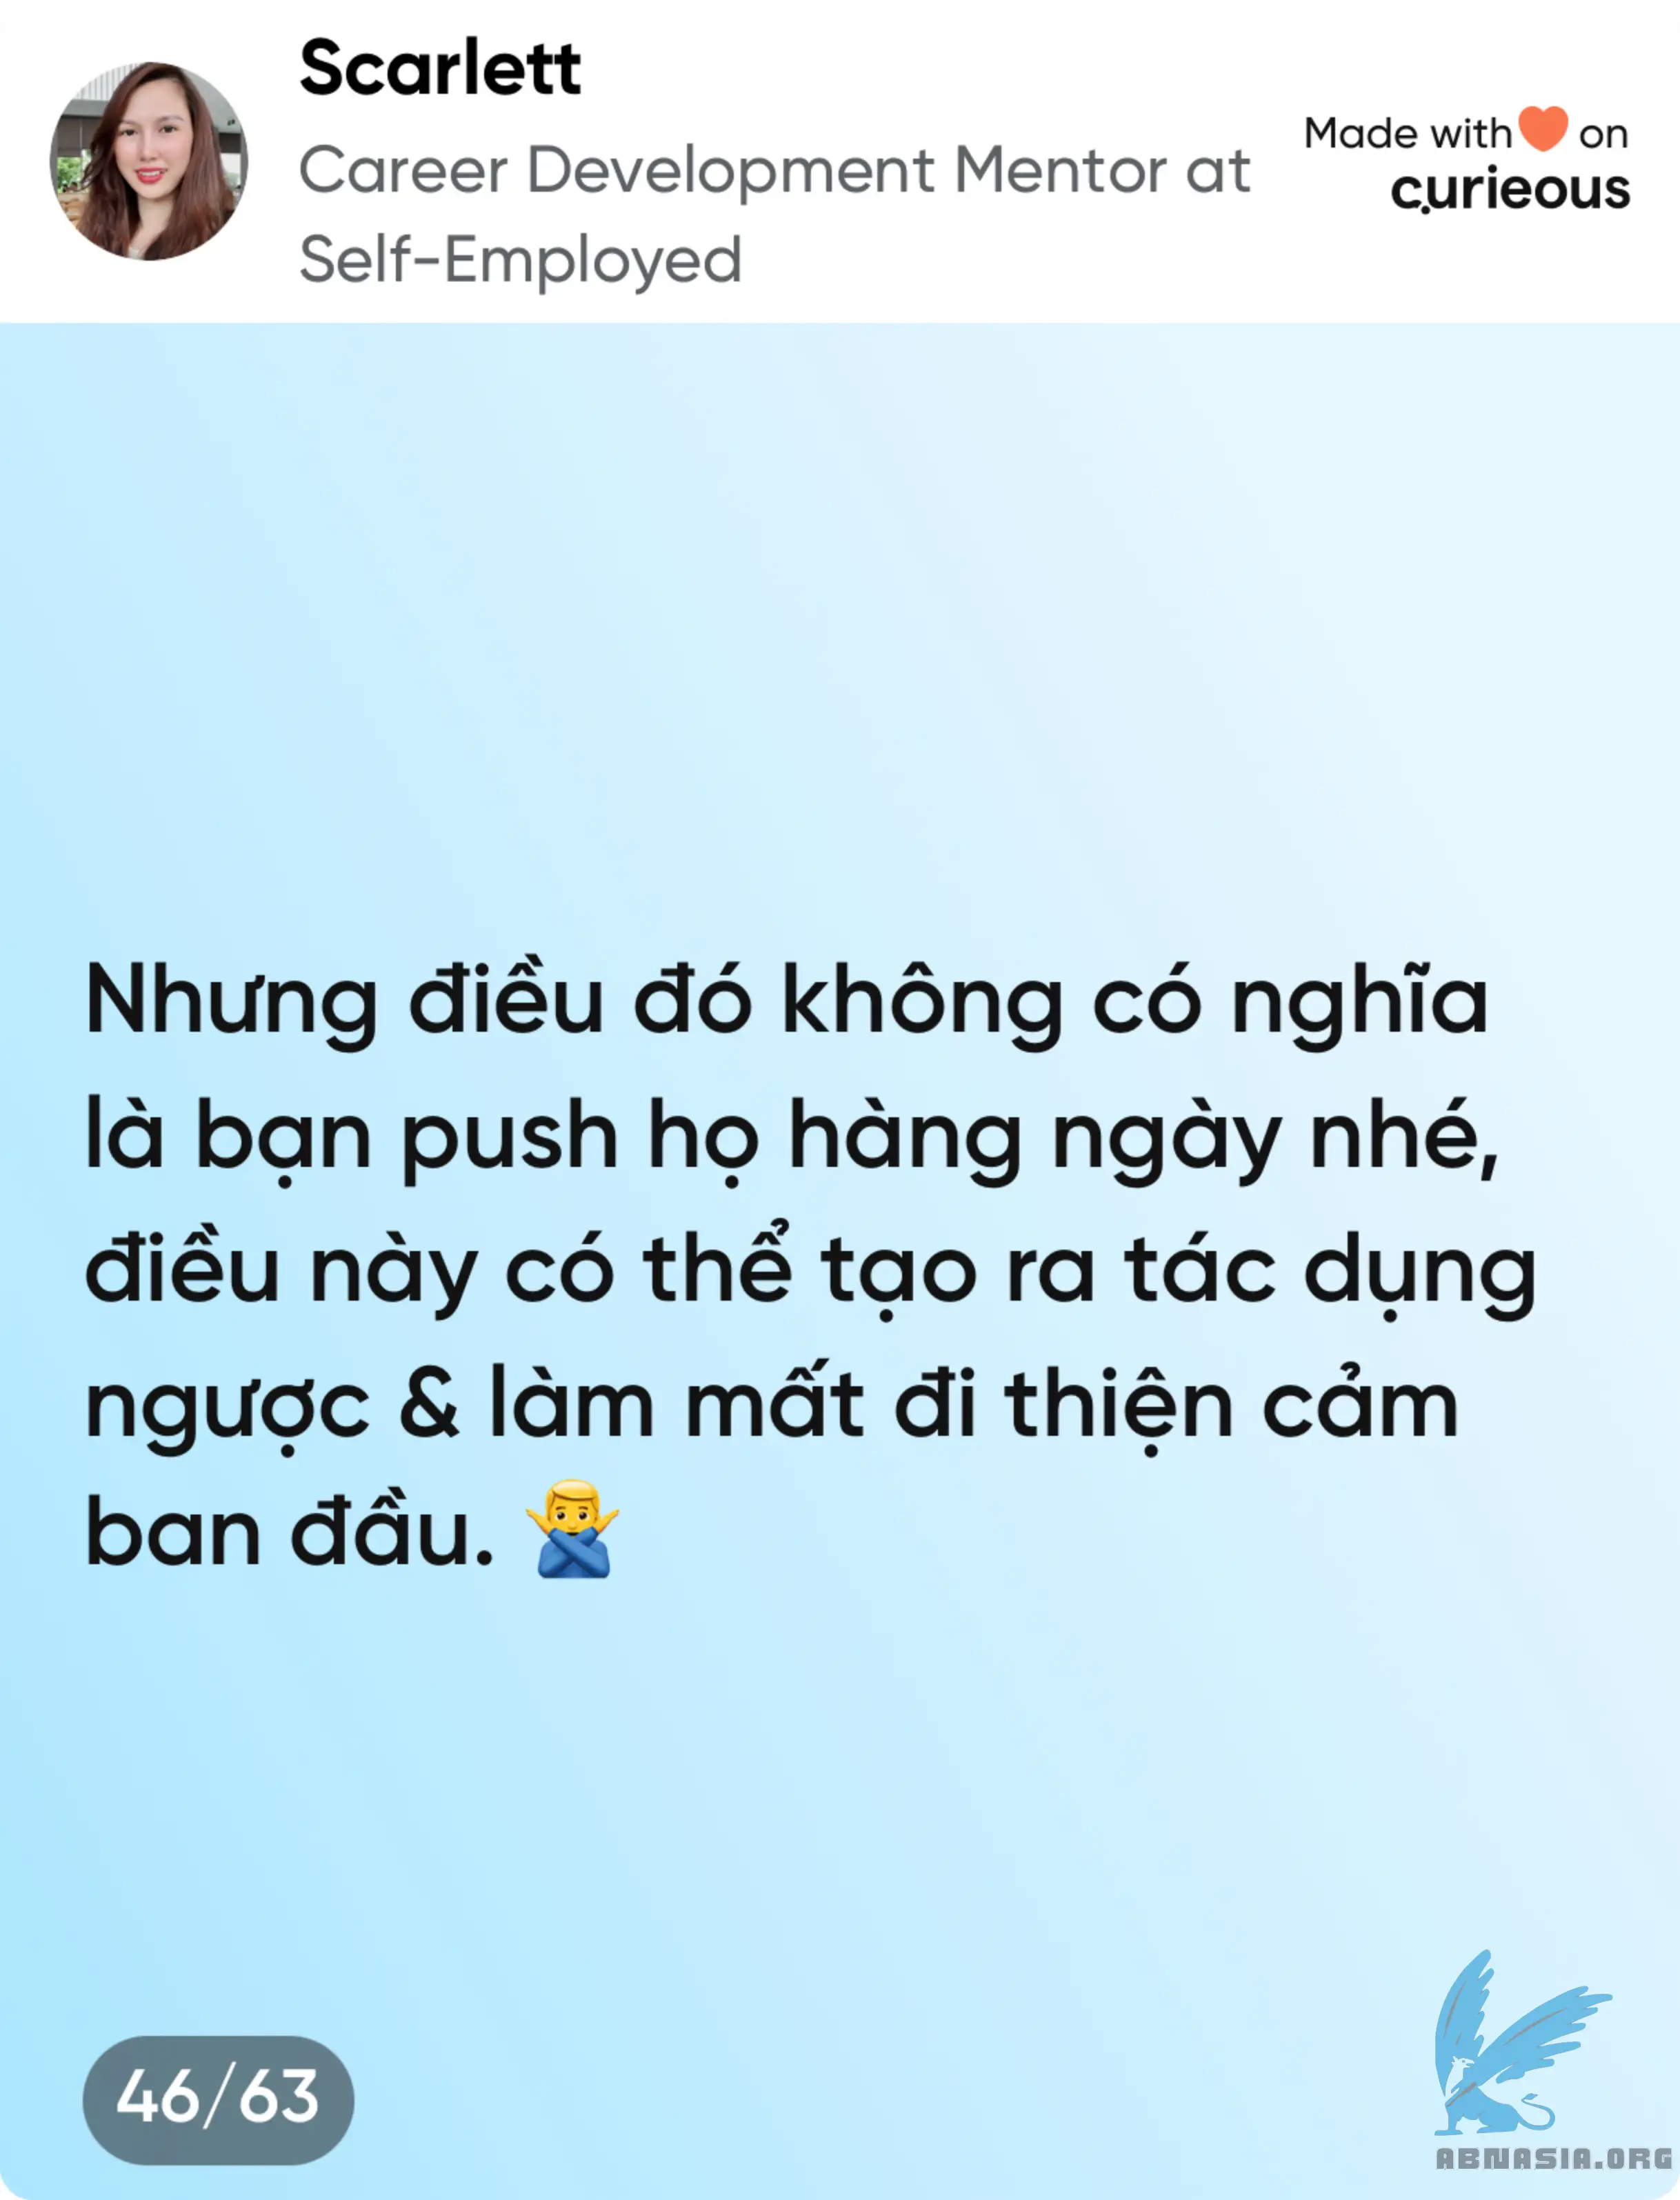 Scarlett
Career Development Mentor at
Self-Employed
Made with🧡 on
curieous
Nhưng điều đó không có nghĩa
là bạn push họ hàng ngày nhé,
điều này có thể tạo ra tác dụng
ngược & làm mất đi thiện cảm
ban đầu. 🙅‍♂️
46/63
ABNASIA.ORG